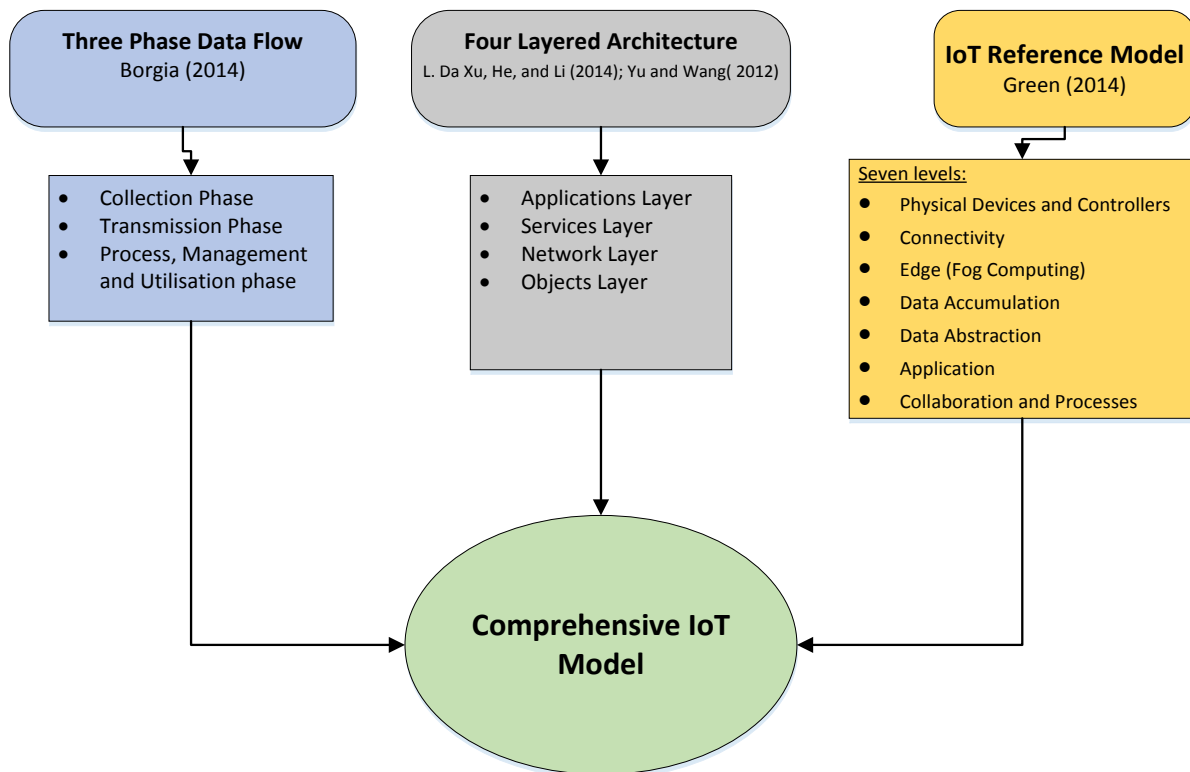 Three Phase Data Flow
Borgia (2014)
Four Layered Architecture
L. Da Xu, He, and Li (2014); Yu and Wang( 2012)
IoT Reference Model
Green (2014)
• Collection Phase
• Transmission Phase
• Process, Management
and Utilisation phase
• Applications Layer
• Services Layer
• Network Layer
• Objects Layer
Seven levels:
• Physical Devices and Controllers
• Connectivity
• Edge (Fog Computing)
• Data Accumulation
• Data Abstraction
• Application
• Collaboration and Processes
Comprehensive IoT
Model